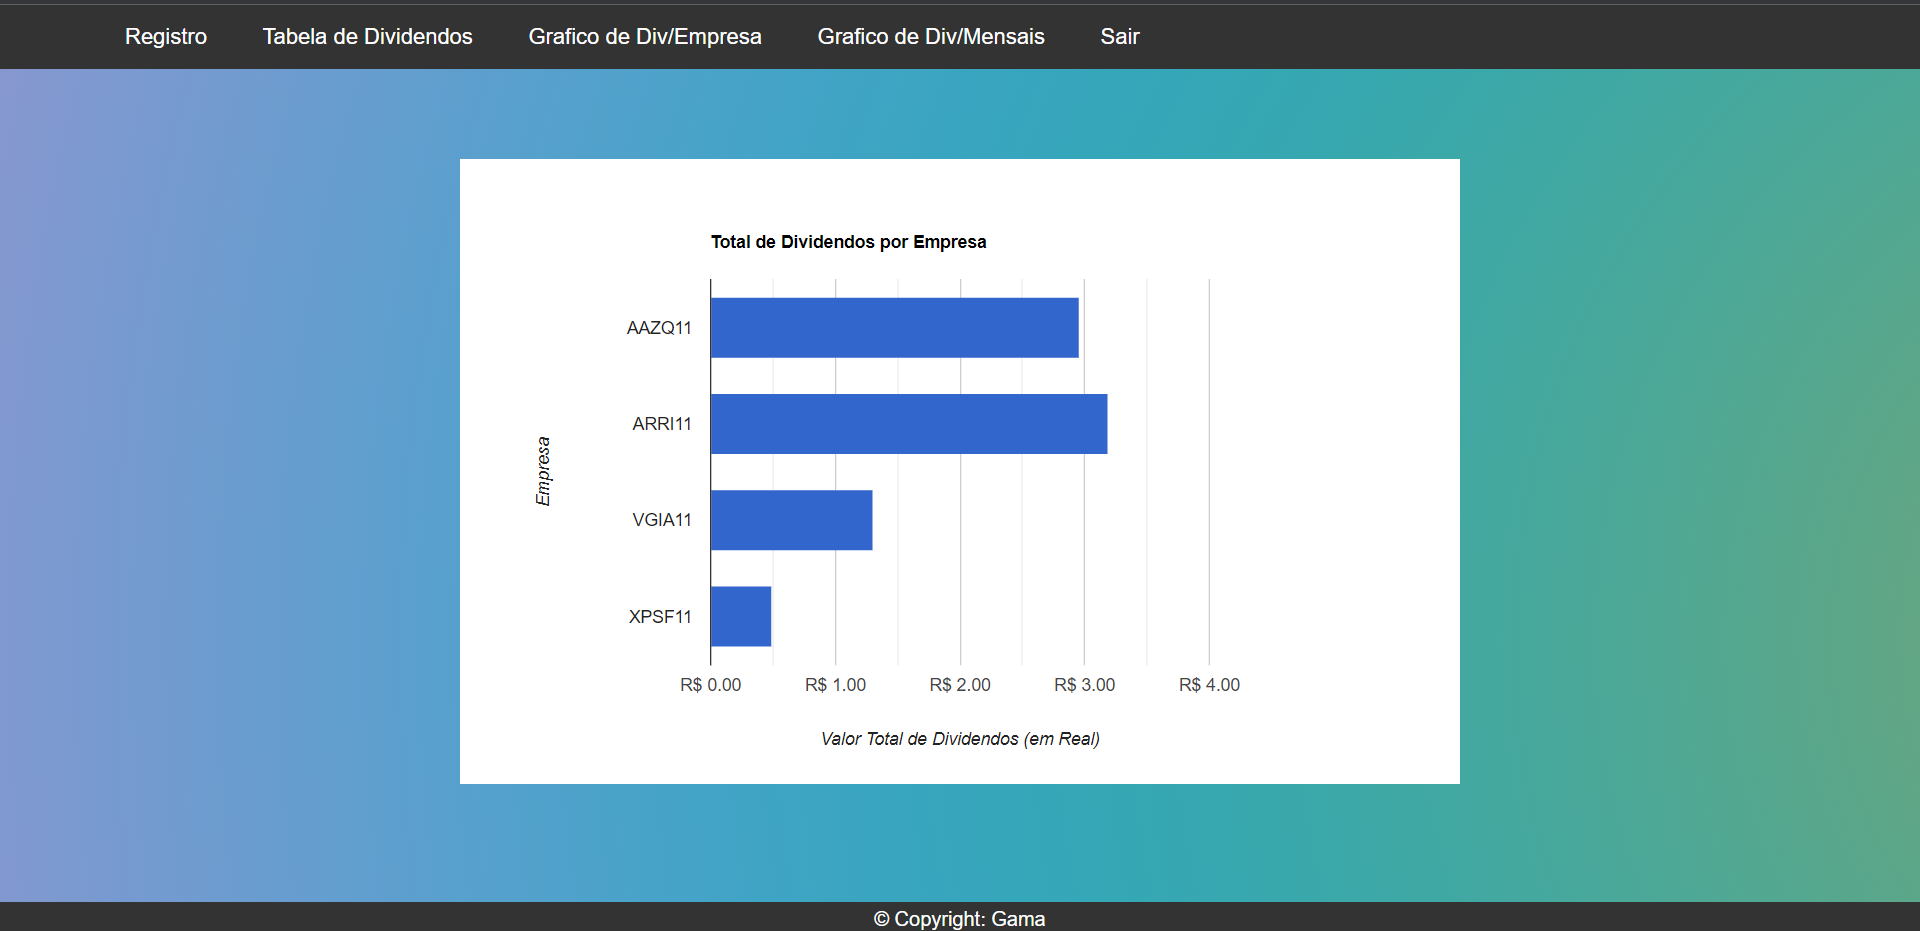 Registro Tabela de Dividendos Grafico de Div/Empresa Grafico de Div/Mensais Sair
Total de Dividendos por Empresa
AAZQ11
ARRI11
VGIA11
XPSF11
Empresa
R$ 0.00 R$ 1.00 R$ 2.00 R$ 3.00 R$ 4.00
Valor Total de Dividendos (em Real)
© Copyright: Gama